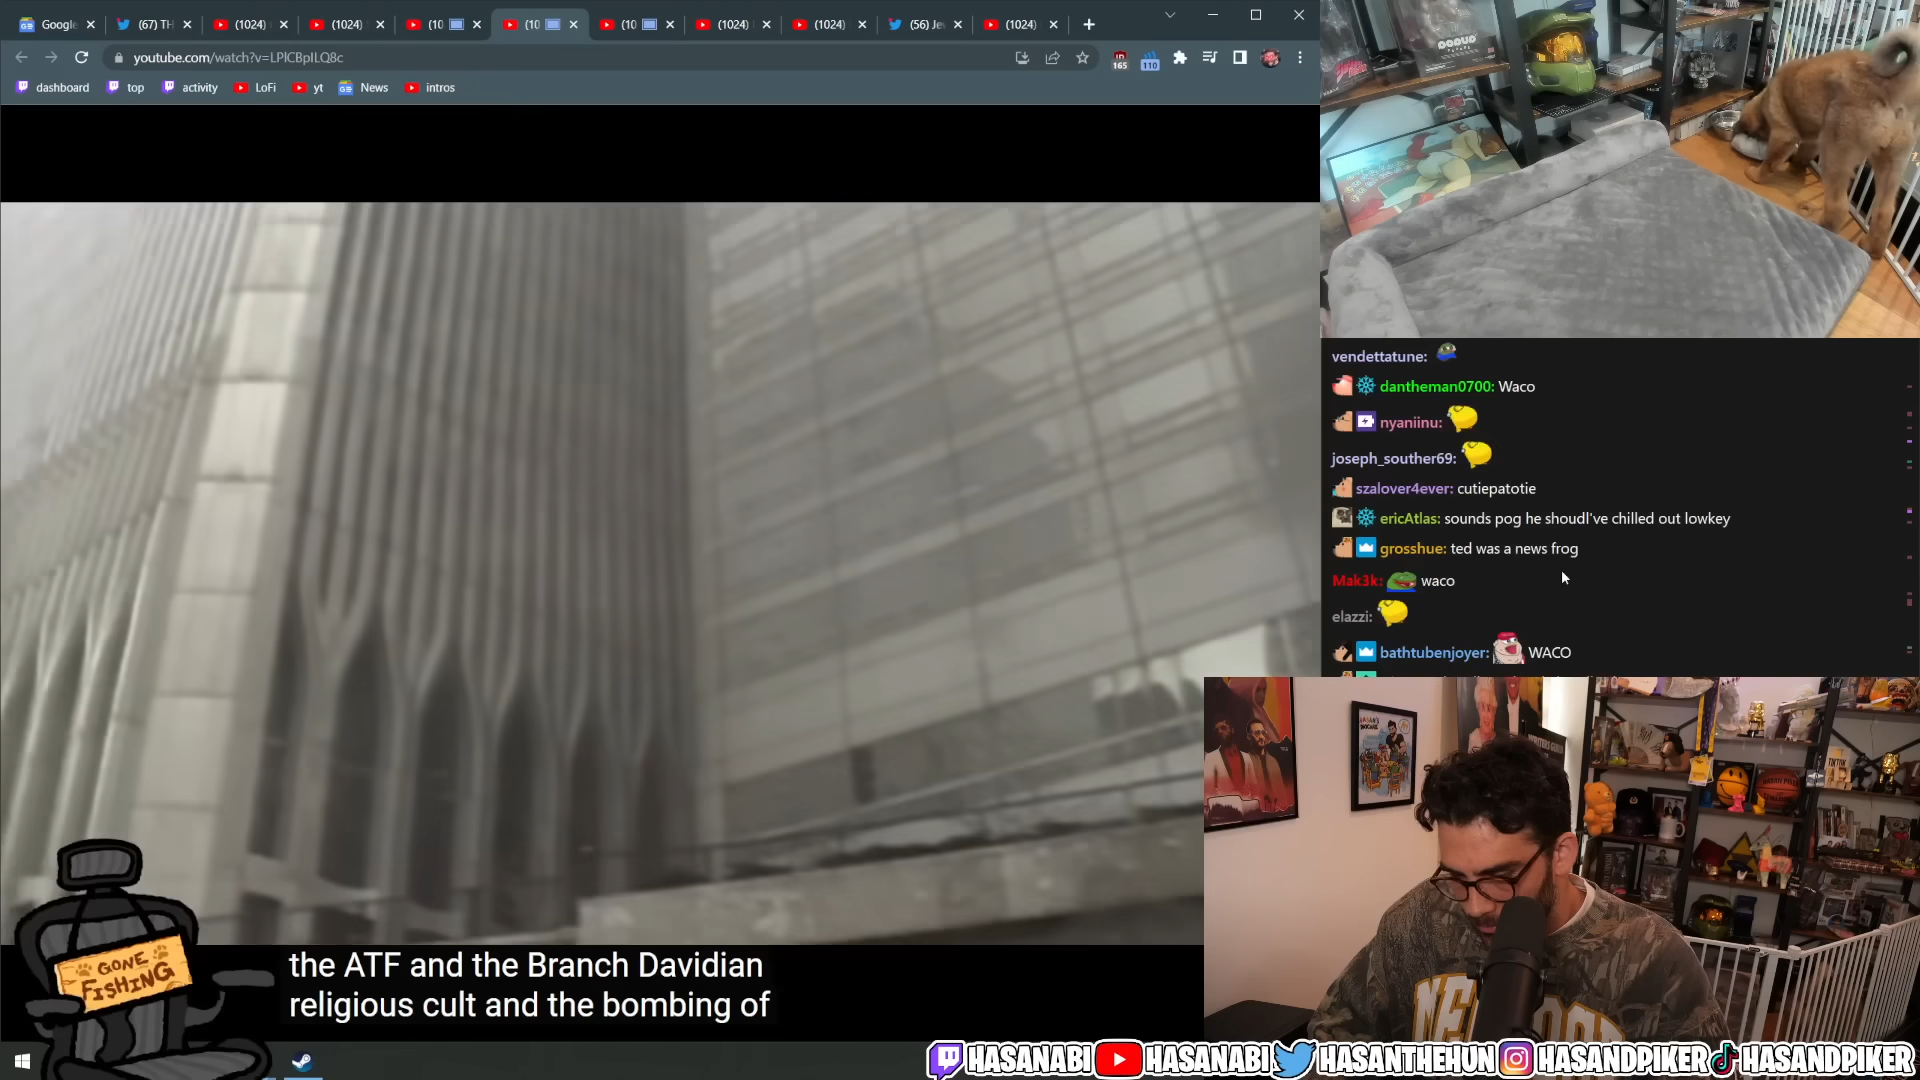 Google
(67) TH
(1024)
(1024)
(10
(10
(10
(1024)
(1024)
(56) Je
(1024)
youtube.com/watch?v=LPlCBpILQ8c
165
110
dashboard
top
activity
LoFi
yt
News
intros
vendettatune:
dantheman0700: Waco
nyaniinu:
joseph_souther69:
szalover4ever: cutiepatotie
ericAtlas: sounds pog he shoudl've chilled out lowkey
grosshue: ted was a news frog
Mak3k: waco
elazzi:
bathtubenjoyer: WACO
GONE
FISHING
the ATF and the Branch Davidian
religious cult and the bombing of
HASANABI
HASANABI
HASANTHEHUN
HASANDPIKER
HASANDPIKER